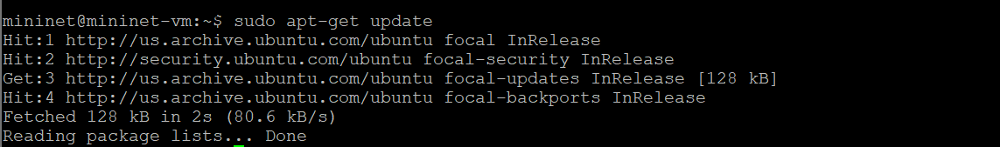 mininet@mininet-vm:~$ sudo apt-get update
Hit:1 http://us.archive.ubuntu.com/ubuntu focal InRelease
Hit:2 http://security.ubuntu.com/ubuntu focal-security InRelease
Get:3 http://us.archive.ubuntu.com/ubuntu focal-updates InRelease [128 kB]
Hit:4 http://us.archive.ubuntu.com/ubuntu focal-backports InRelease
Fetched 128 kB in 2s (80.6 kB/s)
Reading package lists... Done